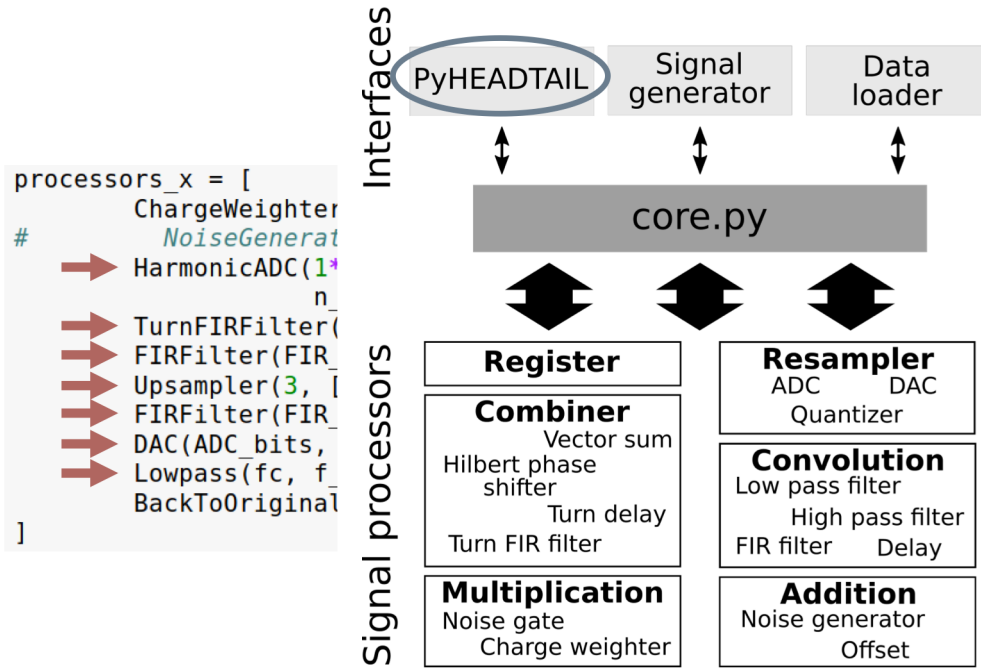 processors_x = [
ChargeWeighter
# NoiseGenerat
HarmonicADC(1*
n_
TurnFIRFilter(
FIRFilter(FIR_
Upsampler(3, [
FIRFilter(FIR_
DAC(ADC_bits,
Lowpass(fc, f_
BackToOriginal
]
Interfaces
PyHEADTAIL
Signal
generator
Data
loader
core.py
Signal processors
Register
Combiner
Vector sum
Hilbert phase
shifter
Turn delay
Turn FIR filter
Multiplication
Noise gate
Charge weighter
Resampler
ADC DAC
Quantizer
Convolution
Low pass filter
High pass filter
FIR filter Delay
Addition
Noise generator
Offset